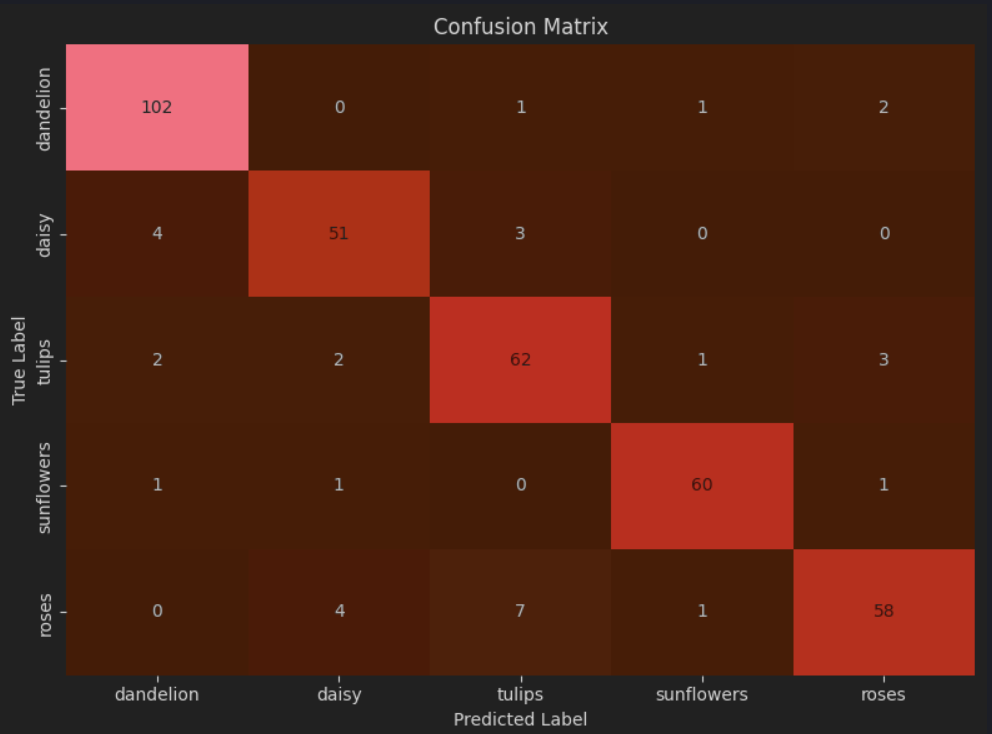 Confusion Matrix
True Label
dandelion 102 0 1 1 2
daisy 4 51 3 0 0
tulips 2 2 62 1 3
sunflowers 1 1 0 60 1
roses 0 4 7 1 58
dandelion daisy tulips sunflowers roses
Predicted Label